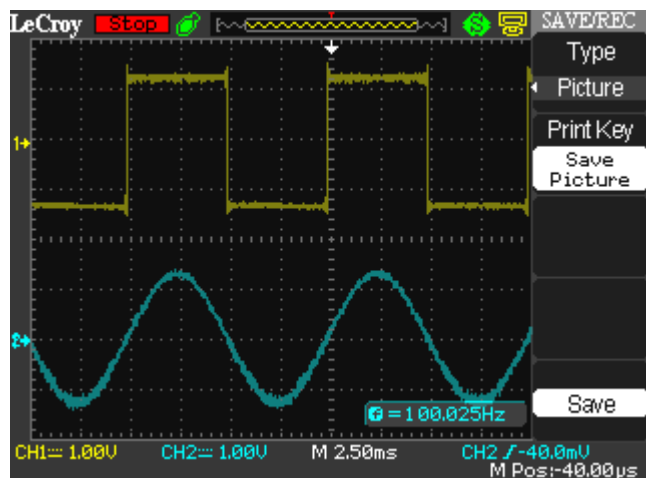 LeCroy Stop SAVE/REC
Type
Picture
Print Key
Save
Picture
1
2
f=100.025Hz
Save
CH1 1.00V CH2 1.00V M 2.50ms CH2 -40.0mV
M Pos:-40.00µs